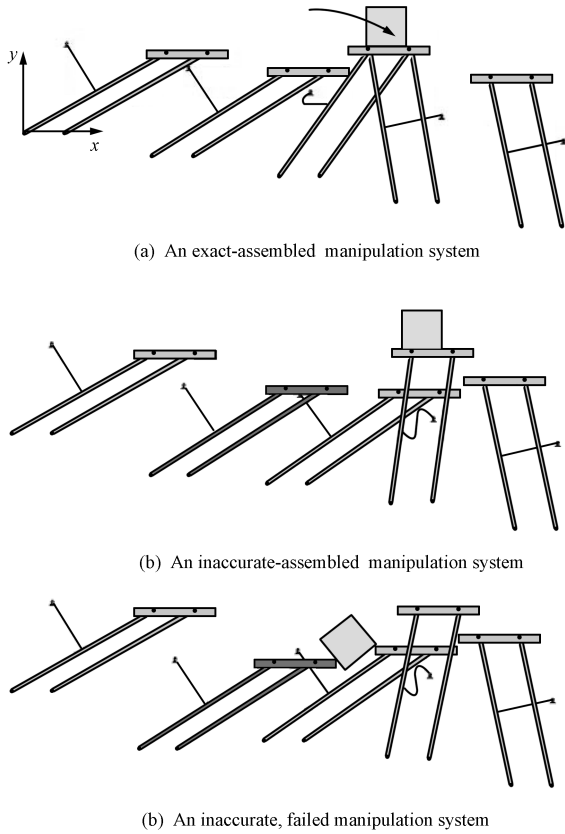 y
x
(a) An exact-assembled manipulation system
(b) An inaccurate-assembled manipulation system
(b) An inaccurate, failed manipulation system